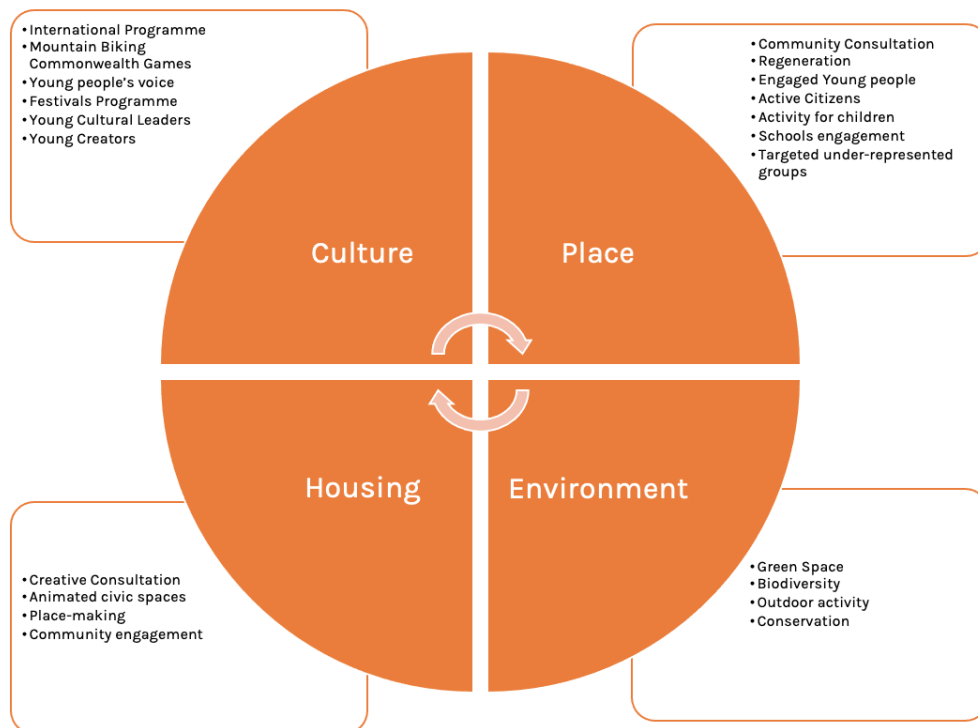 • International Programme
• Mountain Biking
Commonwealth Games
• Young people's voice
• Festivals Programme
• Young Cultural Leaders
• Young Creators
• Community Consultation
• Regeneration
• Engaged Young people
• Active Citizens
• Activity for children
• Schools engagement
• Targeted under-represented
groups
Culture
Place
Housing
Environment
• Creative Consultation
• Animated civic spaces
• Place-making
• Community engagement
• Green Space
• Biodiversity
• Outdoor activity
• Conservation